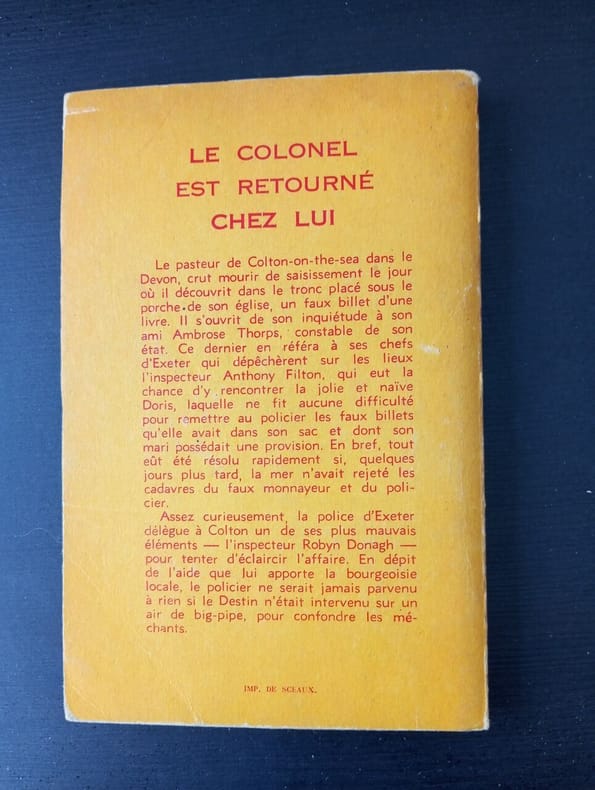 LE COLONEL
EST RETOURNÉ
CHEZ LUI
Le pasteur de Colton-on-the-sea dans le
Devon, crut mourir de saisissement le jour
où il découvrit dans le tronc placé sous le
porche de son église, un faux billet d'une
livre. Il s'ouvrit de son inquiétude à son
ami Ambrose Thorps, constable de son
état. Ce dernier en référa à ses chefs
d'Exeter qui dépêchèrent sur les lieux
l'inspecteur Anthony Filton, qui eut la
chance d'y rencontrer la jolie et naïve
Doris, laquelle ne fit aucune difficulté
pour remettre au policier les faux billets
qu'elle avait dans son sac et dont son
mari possédait une provision. En bref, tout
eût été résolu rapidement si, quelques
jours plus tard, la mer n'avait rejeté les
cadavres du faux monnayeur et du poli-
cier.
Assez curieusement, la police d'Exeter
délègue à Colton un de ses plus mauvais
éléments — l'inspecteur Robyn Donagh —
pour tenter d'éclaircir l'affaire. En dépit
de l'aide que lui apporte la bourgeoisie
locale, le policier ne serait jamais parvenu
à rien si le Destin n'était intervenu sur un
air de big-pipe, pour confondre les mé-
chants.
IMP. DE SCEAUX.